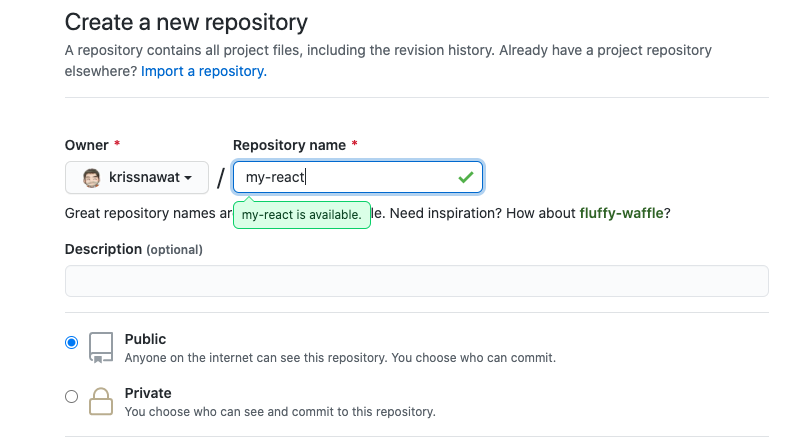 Create a new repository
A repository contains all project files, including the revision history. Already have a project repository
elsewhere? Import a repository.
Owner * Repository name *
krissnawat / my-react
Great repository names ar my-react is available. le. Need inspiration? How about fluffy-waffle?
Description (optional)
Public
Anyone on the internet can see this repository. You choose who can commit.
Private
You choose who can see and commit to this repository.